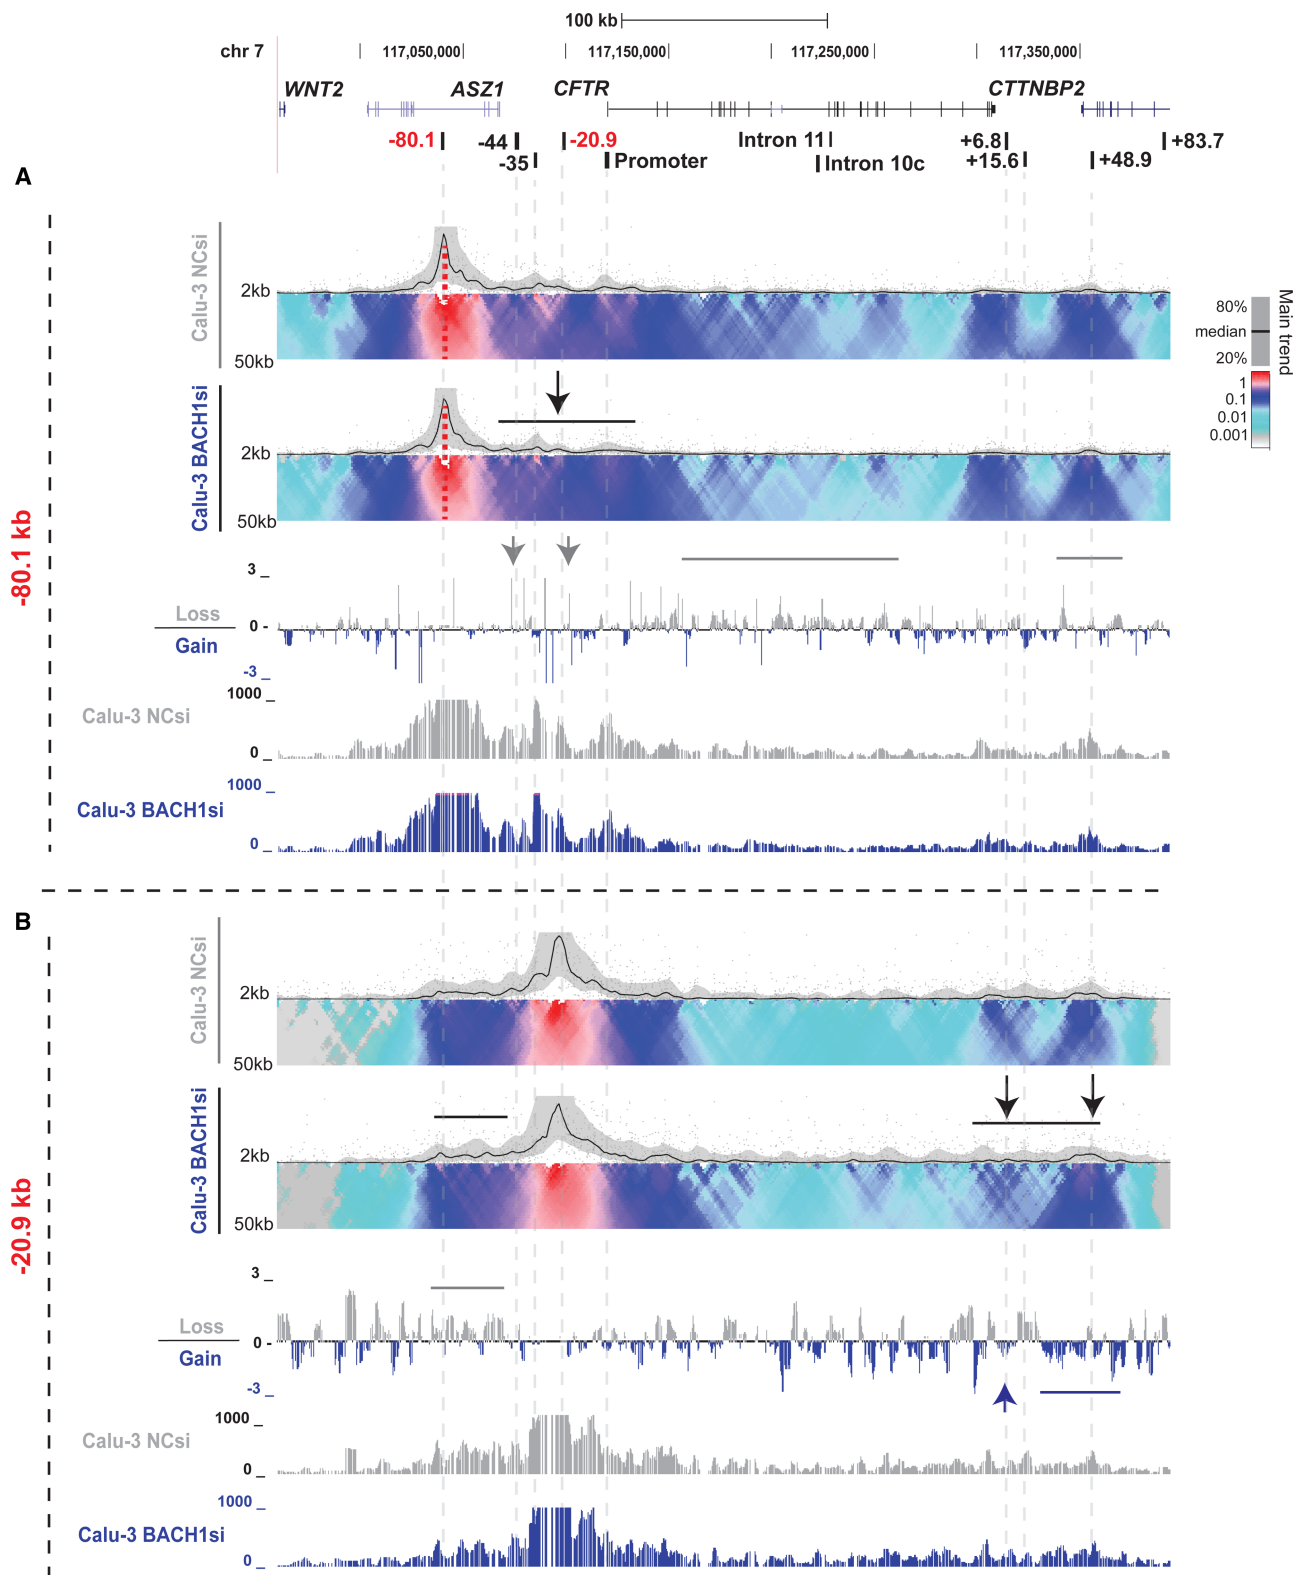 100 kb
chr 7 117,050,000 117,150,000 117,250,000 117,350,000
WNT2 ASZ1 CFTR CTTNBP2
-80.1 -44 -20.9 Intron 11 +6.8 +83.7
-35 Promoter Intron 10c +15.6 +48.9
A
-80.1 kb
Calu-3 NCsi
2kb
50kb
80%
median
20%
Main trend
1
0.1
0.01
0.001
Calu-3 BACH1si
2kb
50kb
3
Loss
0
Gain
-3
1000
Calu-3 NCsi
0
1000
Calu-3 BACH1si
0
B
-20.9 kb
Calu-3 NCsi
2kb
50kb
Calu-3 BACH1si
2kb
50kb
3
Loss
0
Gain
-3
1000
Calu-3 NCsi
0
1000
Calu-3 BACH1si
0